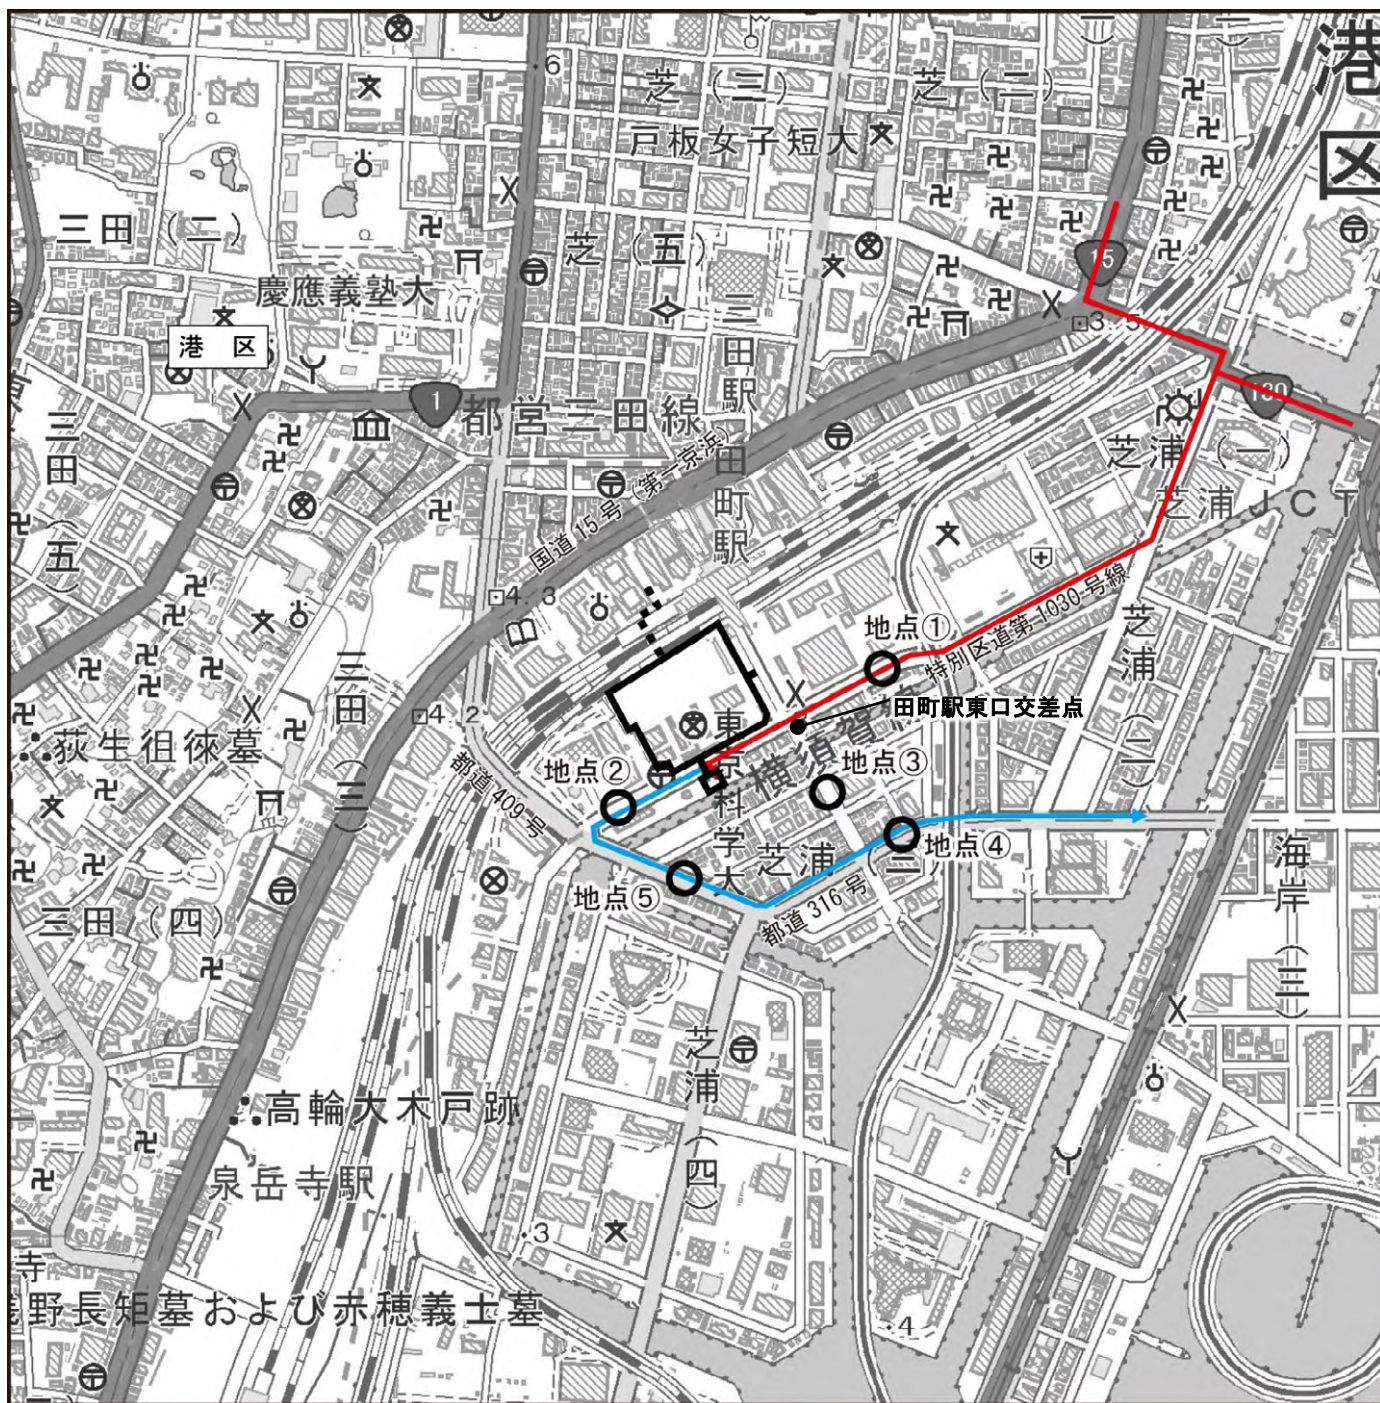 港区
芝(三)
芝(二)
・6
戸板女子短大
三田(二)
芝(五)
慶應義塾大
港 区
15
3.5
三田駅
1
都営三田線
130
芝浦(一)
田町駅
国道15号(第一京浜)
芝浦JCT
三田(五)
4.3
地点①
特別区道第1030号線
芝浦(二)
三田(三)
4.2
田町駅東口交差点
荻生徂徠墓
東京科学大
横須賀
地点③
地点②
都道409号
地点④
芝浦(三)
海岸(三)
地点⑤
都道316号
三田(四)
芝浦(四)
高輪大木戸跡
泉岳寺駅
・3
寺
野長矩墓および赤穂義士墓
・4